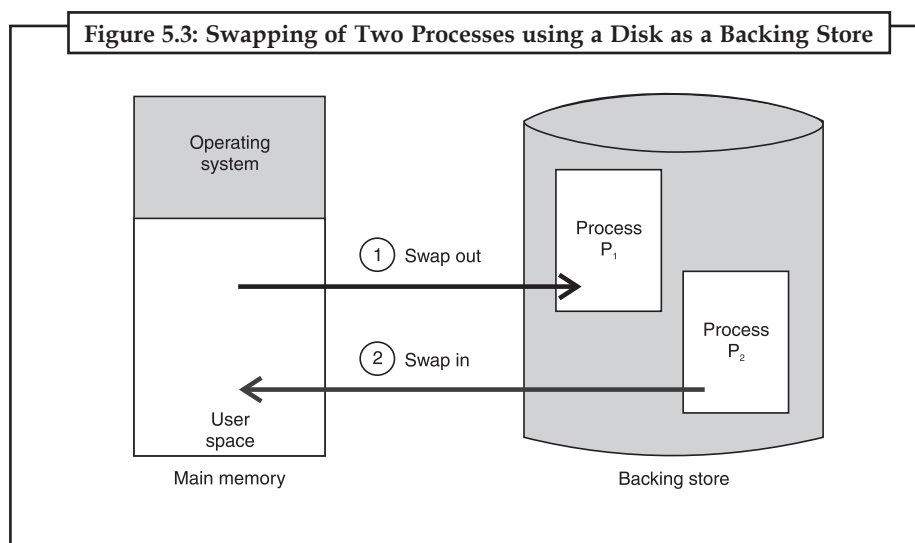 Figure 5.3: Swapping of Two Processes using a Disk as a Backing Store
Operating
system
1 Swap out
Process
P₁
Process
P₂
2 Swap in
User
space
Main memory
Backing store